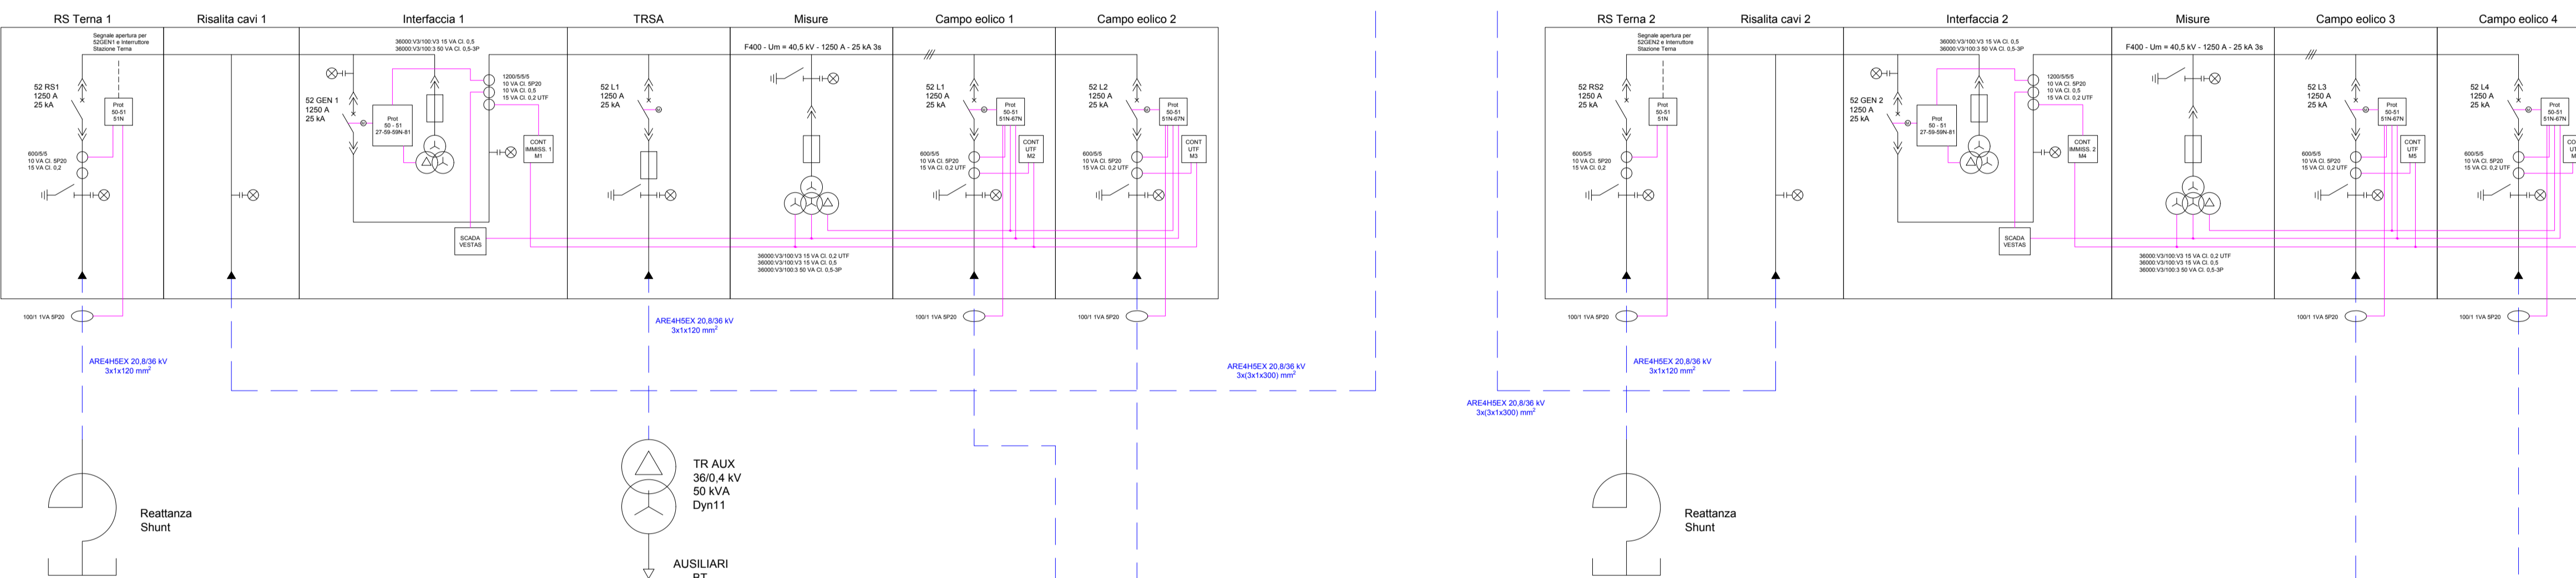 RS Terna 1
Risalita cavi 1
Interfaccia 1
TRSA
Misure
Campo eolico 1
Campo eolico 2
Segnale apertura per
52GEN1 e Interruttore
Stazione Terna
52 RS1
1250 A
25 kA
Prot
50-51
51N
600/5/5
10 VA Cl. 5P20
15 VA Cl. 0,2
36000:V3/100:V3 15 VA Cl. 0,5
36000:V3/100:3 50 VA Cl. 0,5-3P
52 GEN 1
1250 A
25 kA
Prot
50 - 51
27-59-59N-81
1200/5/5/5
10 VA Cl. 5P20
10 VA Cl. 0,5
15 VA Cl. 0,2 UTF
CONT
IMMISS. 1
M1
SCADA
VESTAS
52 L1
1250 A
25 kA
F400 - Um = 40,5 kV - 1250 A - 25 kA 3s
36000:V3/100:V3 15 VA Cl. 0,2 UTF
36000:V3/100:V3 15 VA Cl. 0,5
36000:V3/100:3 50 VA Cl. 0,5-3P
52 L1
1250 A
25 kA
Prot
50-51
51N-67N
CONT
UTF
M2
600/5/5
10 VA Cl. 5P20
15 VA Cl. 0,2 UTF
52 L2
1250 A
25 kA
Prot
50-51
51N-67N
CONT
UTF
M3
600/5/5
10 VA Cl. 5P20
15 VA Cl. 0,2 UTF
100/1 1VA 5P20
100/1 1VA 5P20
100/1 1VA 5P20
ARE4H5EX 20,8/36 kV
3x1x120 mm²
ARE4H5EX 20,8/36 kV
3x1x120 mm²
ARE4H5EX 20,8/36 kV
3x(3x1x300) mm²
Reattanza
Shunt
TR AUX
36/0,4 kV
50 kVA
Dyn11
AUSILIARI
BT
RS Terna 2
Risalita cavi 2
Interfaccia 2
Misure
Campo eolico 3
Campo eolico 4
Segnale apertura per
52GEN2 e Interruttore
Stazione Terna
52 RS2
1250 A
25 kA
Prot
50-51
51N
600/5/5
10 VA Cl. 5P20
15 VA Cl. 0,2
36000:V3/100:V3 15 VA Cl. 0,5
36000:V3/100:3 50 VA Cl. 0,5-3P
52 GEN 2
1250 A
25 kA
Prot
50 - 51
27-59-59N-81
1200/5/5/5
10 VA Cl. 5P20
10 VA Cl. 0,5
15 VA Cl. 0,2 UTF
CONT
IMMISS. 2
M4
SCADA
VESTAS
F400 - Um = 40,5 kV - 1250 A - 25 kA 3s
36000:V3/100:V3 15 VA Cl. 0,2 UTF
36000:V3/100:V3 15 VA Cl. 0,5
36000:V3/100:3 50 VA Cl. 0,5-3P
52 L3
1250 A
25 kA
Prot
50-51
51N-67N
CONT
UTF
M5
600/5/5
10 VA Cl. 5P20
15 VA Cl. 0,2 UTF
52 L4
1250 A
25 kA
Prot
50-51
51N-67N
600/5/5
10 VA Cl. 5P20
15 VA Cl. 0,2 UTF
100/1 1VA 5P20
100/1 1VA 5P20
100/1 1VA 5P20
ARE4H5EX 20,8/36 kV
3x1x120 mm²
ARE4H5EX 20,8/36 kV
3x(3x1x300) mm²
Reattanza
Shunt